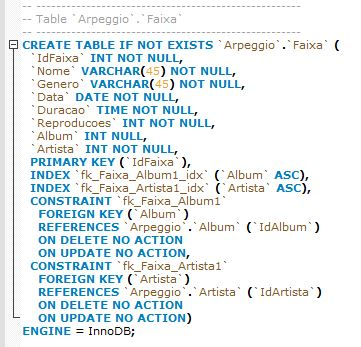 -- -----------------------------------------------------
-- Table `Arpeggio`.`Faixa`
-- -----------------------------------------------------
CREATE TABLE IF NOT EXISTS `Arpeggio`.`Faixa` (
`IdFaixa` INT NOT NULL,
`Nome` VARCHAR(45) NOT NULL,
`Genero` VARCHAR(45) NOT NULL,
`Data` DATE NOT NULL,
`Duracao` TIME NOT NULL,
`Reproducoes` INT NOT NULL,
`Album` INT NULL,
`Artista` INT NOT NULL,
PRIMARY KEY (`IdFaixa`),
INDEX `fk_Faixa_Album1_idx` (`Album` ASC),
INDEX `fk_Faixa_Artista1_idx` (`Artista` ASC),
CONSTRAINT `fk_Faixa_Album1`
FOREIGN KEY (`Album`)
REFERENCES `Arpeggio`.`Album` (`IdAlbum`)
ON DELETE NO ACTION
ON UPDATE NO ACTION,
CONSTRAINT `fk_Faixa_Artista1`
FOREIGN KEY (`Artista`)
REFERENCES `Arpeggio`.`Artista` (`IdArtista`)
ON DELETE NO ACTION
ON UPDATE NO ACTION)
ENGINE = InnoDB;